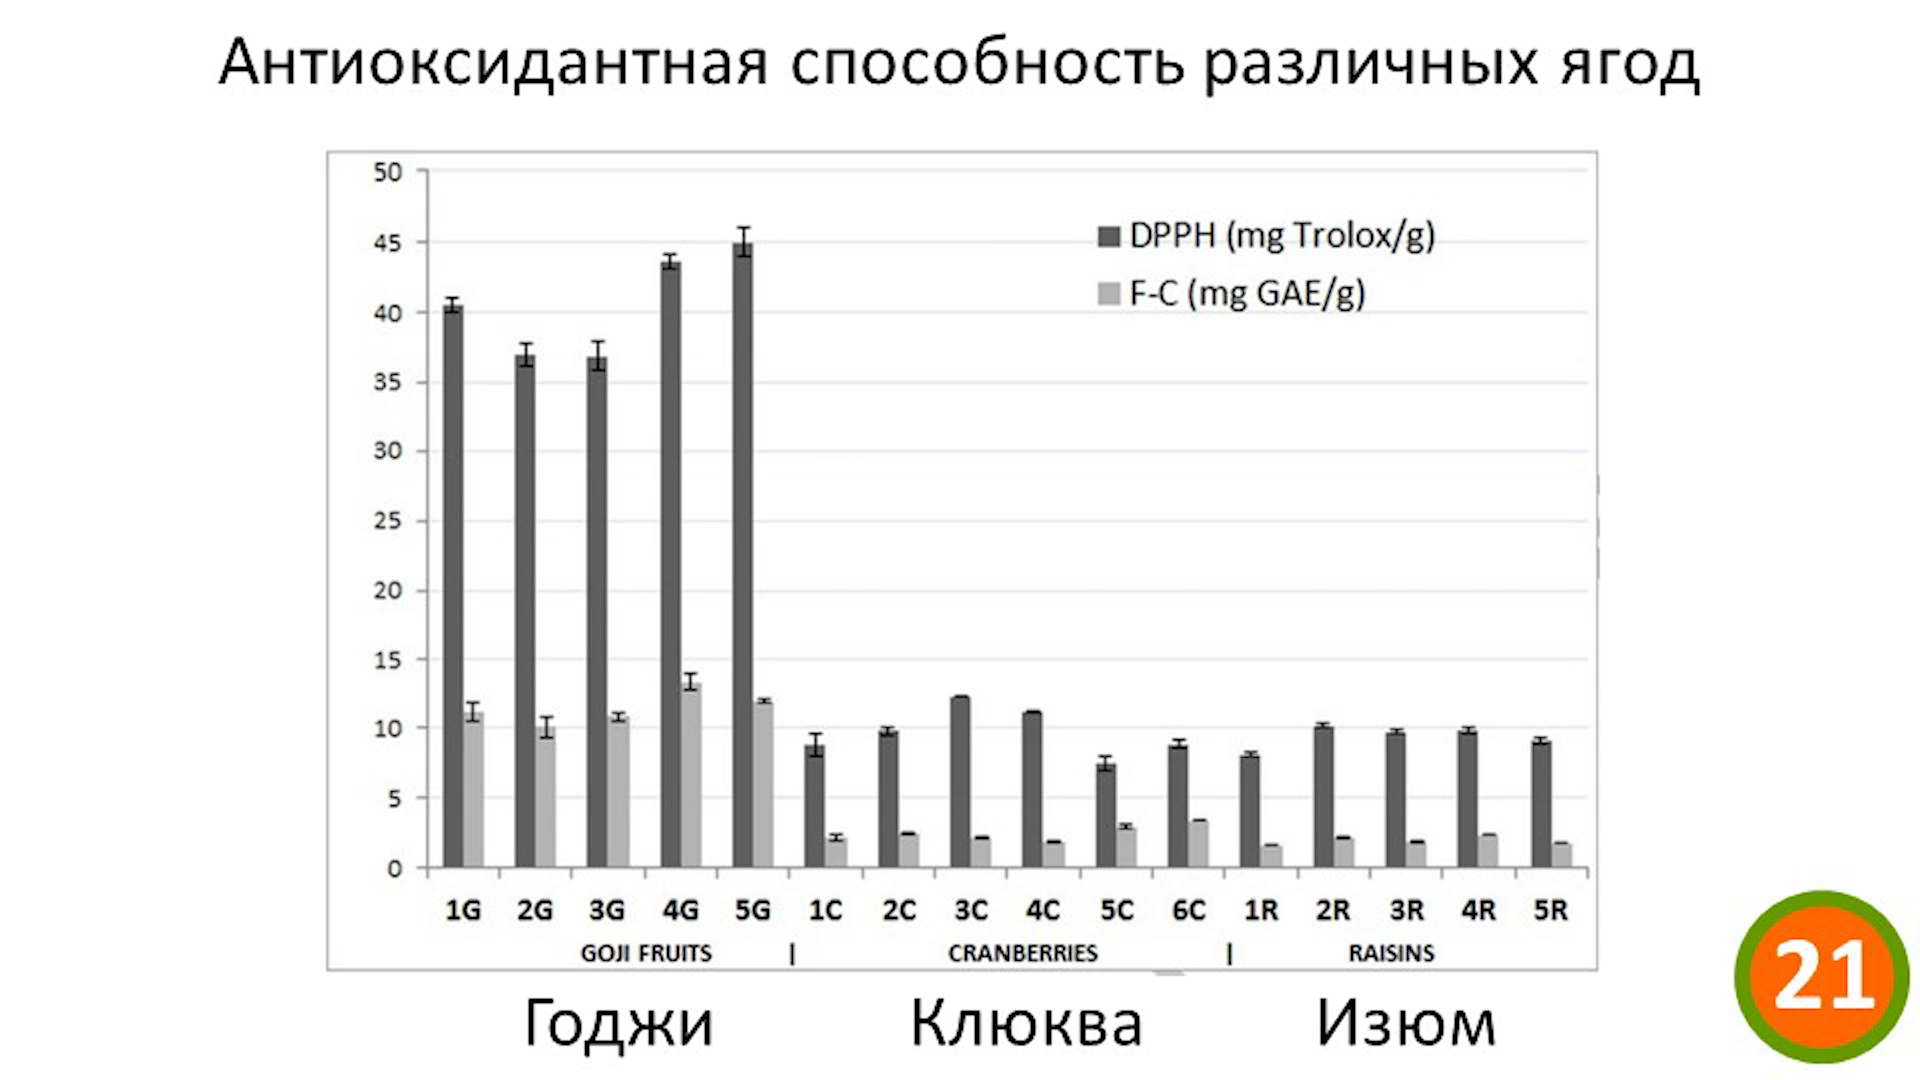 Антиоксидантная способность различных ягод
50
45
40
35
30
25
20
15
10
5
0
DPPH (mg Trolox/g)
F-C (mg GAE/g)
1G 2G 3G 4G 5G 1C 2C 3C 4C 5C 6C 1R 2R 3R 4R 5R
GOJI FRUITS | CRANBERRIES | RAISINS
Годжи Клюква Изюм
21